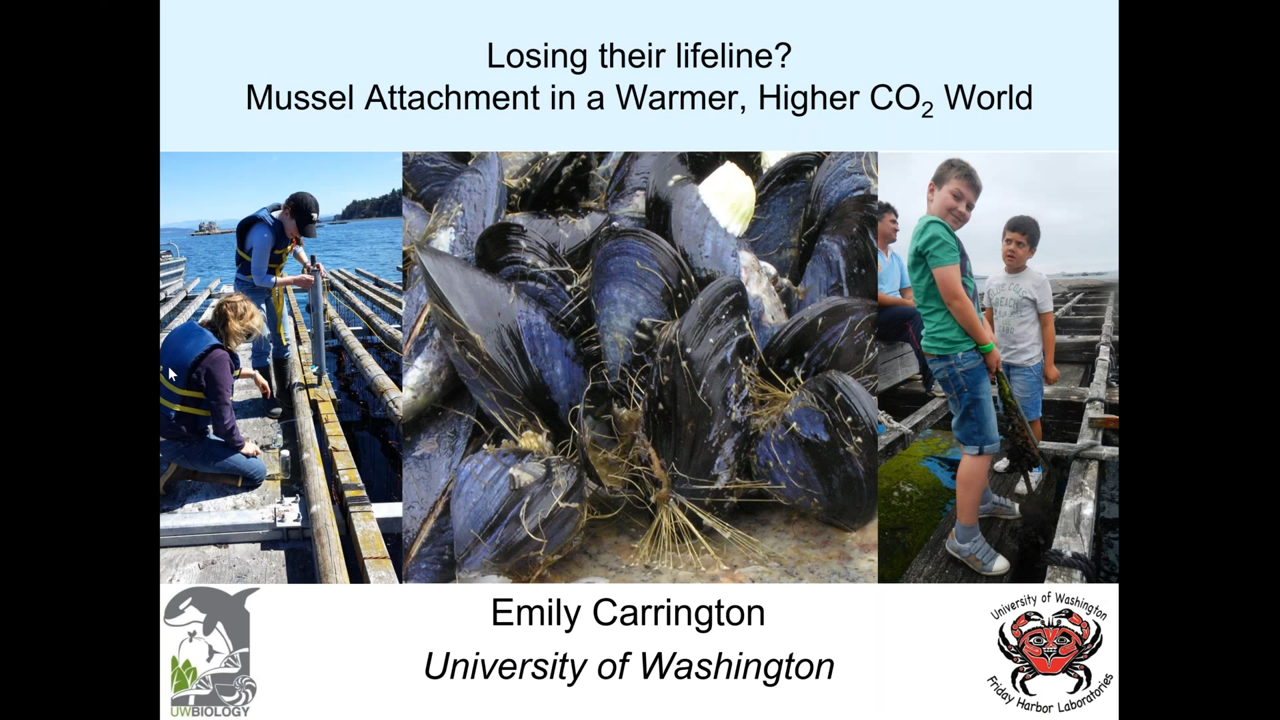 Losing their lifeline?
Mussel Attachment in a Warmer, Higher CO₂ World
BEACH
Emily Carrington
University of Washington
UWBIOLOGY
University of Washington
Friday Harbor Laboratories